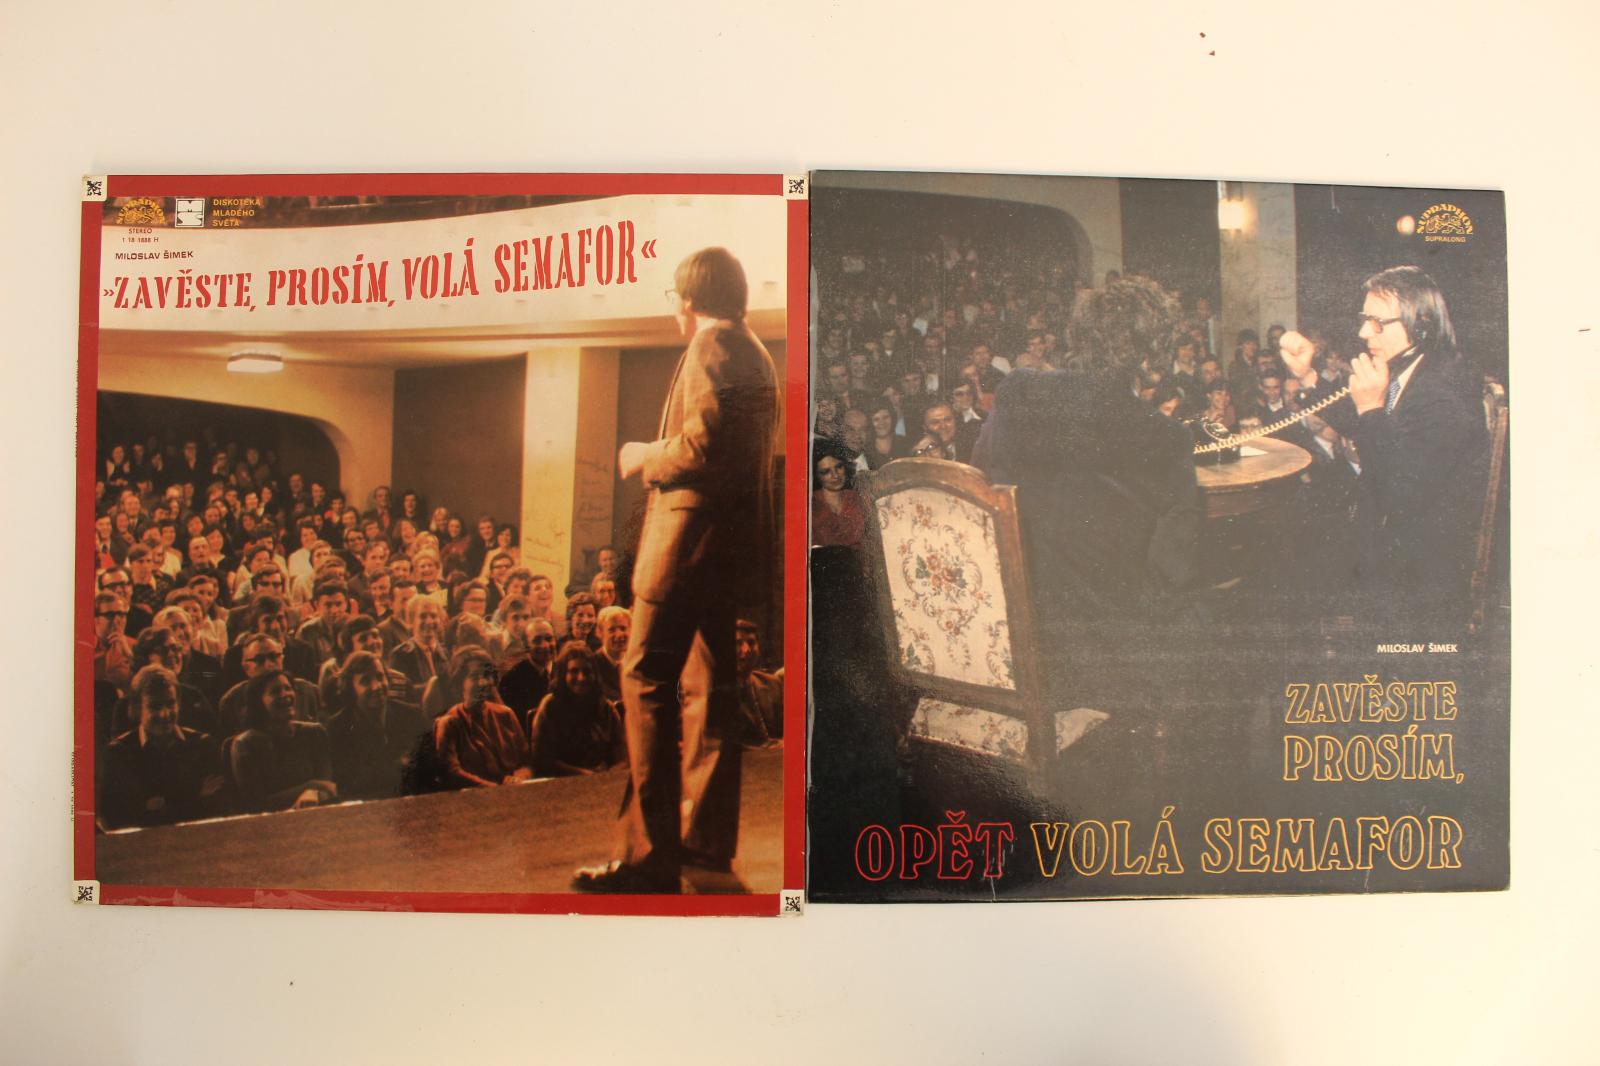 SUPRAPHON
STEREO
1 18 1888 H
DISKOTÉKA
MLADÉHO
SVĚTA
MILOSLAV ŠIMEK
»ZAVĚSTE, PROSÍM, VOLÁ SEMAFOR«
SUPRAPHON
SUPRALONG
MILOSLAV ŠIMEK
ZAVĚSTE
PROSÍM,
OPĚT VOLÁ SEMAFOR